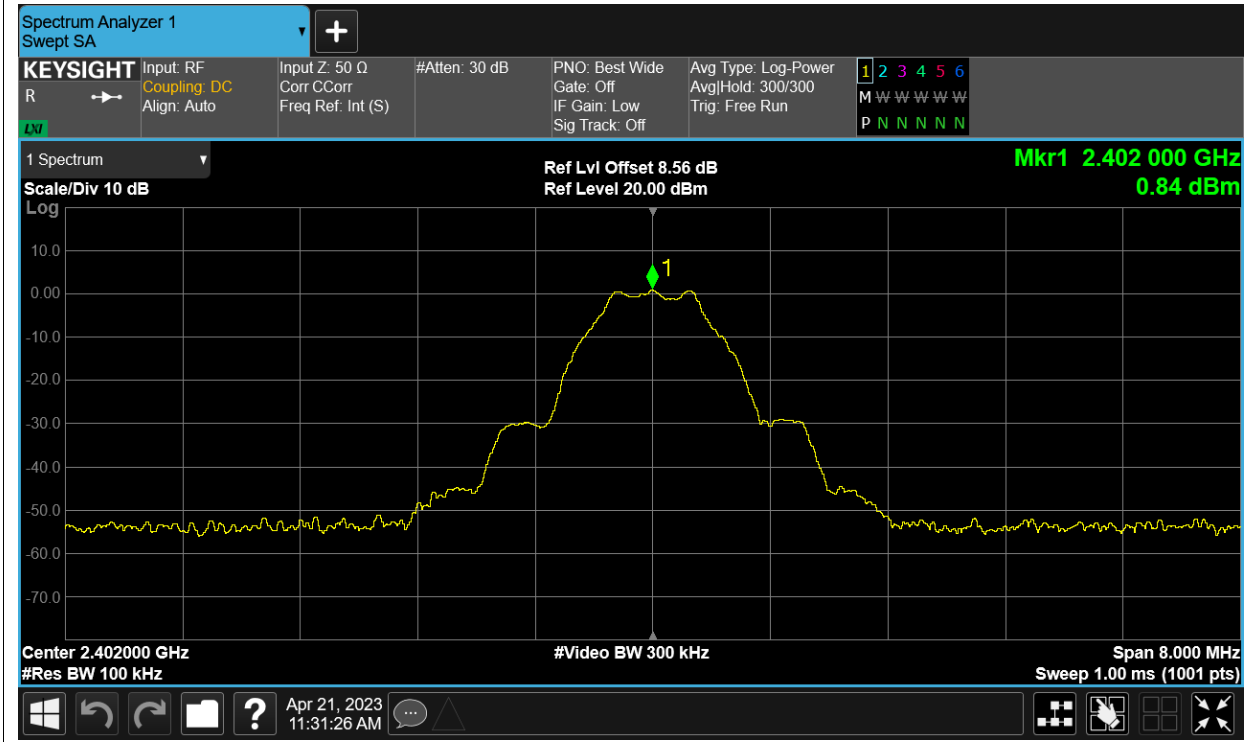 Spectrum Analyzer 1
Swept SA
+
KEYSIGHT
R
LXI
Input: RF
Coupling: DC
Align: Auto
Input Z: 50 Ω
Corr CCorr
Freq Ref: Int (S)
#Atten: 30 dB
PNO: Best Wide
Gate: Off
IF Gain: Low
Sig Track: Off
Avg Type: Log-Power
Avg|Hold: 300/300
Trig: Free Run
1 2 3 4 5 6
M W W W W W W
P N N N N N N
1 Spectrum
Scale/Div 10 dB
Log
Ref Lvl Offset 8.56 dB
Ref Level 20.00 dBm
Mkr1 2.402 000 GHz
0.84 dBm
10.0
1
0.00
-10.0
-20.0
-30.0
-40.0
-50.0
-60.0
-70.0
Center 2.402000 GHz
#Res BW 100 kHz
#Video BW 300 kHz
Span 8.000 MHz
Sweep 1.00 ms (1001 pts)
?
Apr 21, 2023
11:31:26 AM